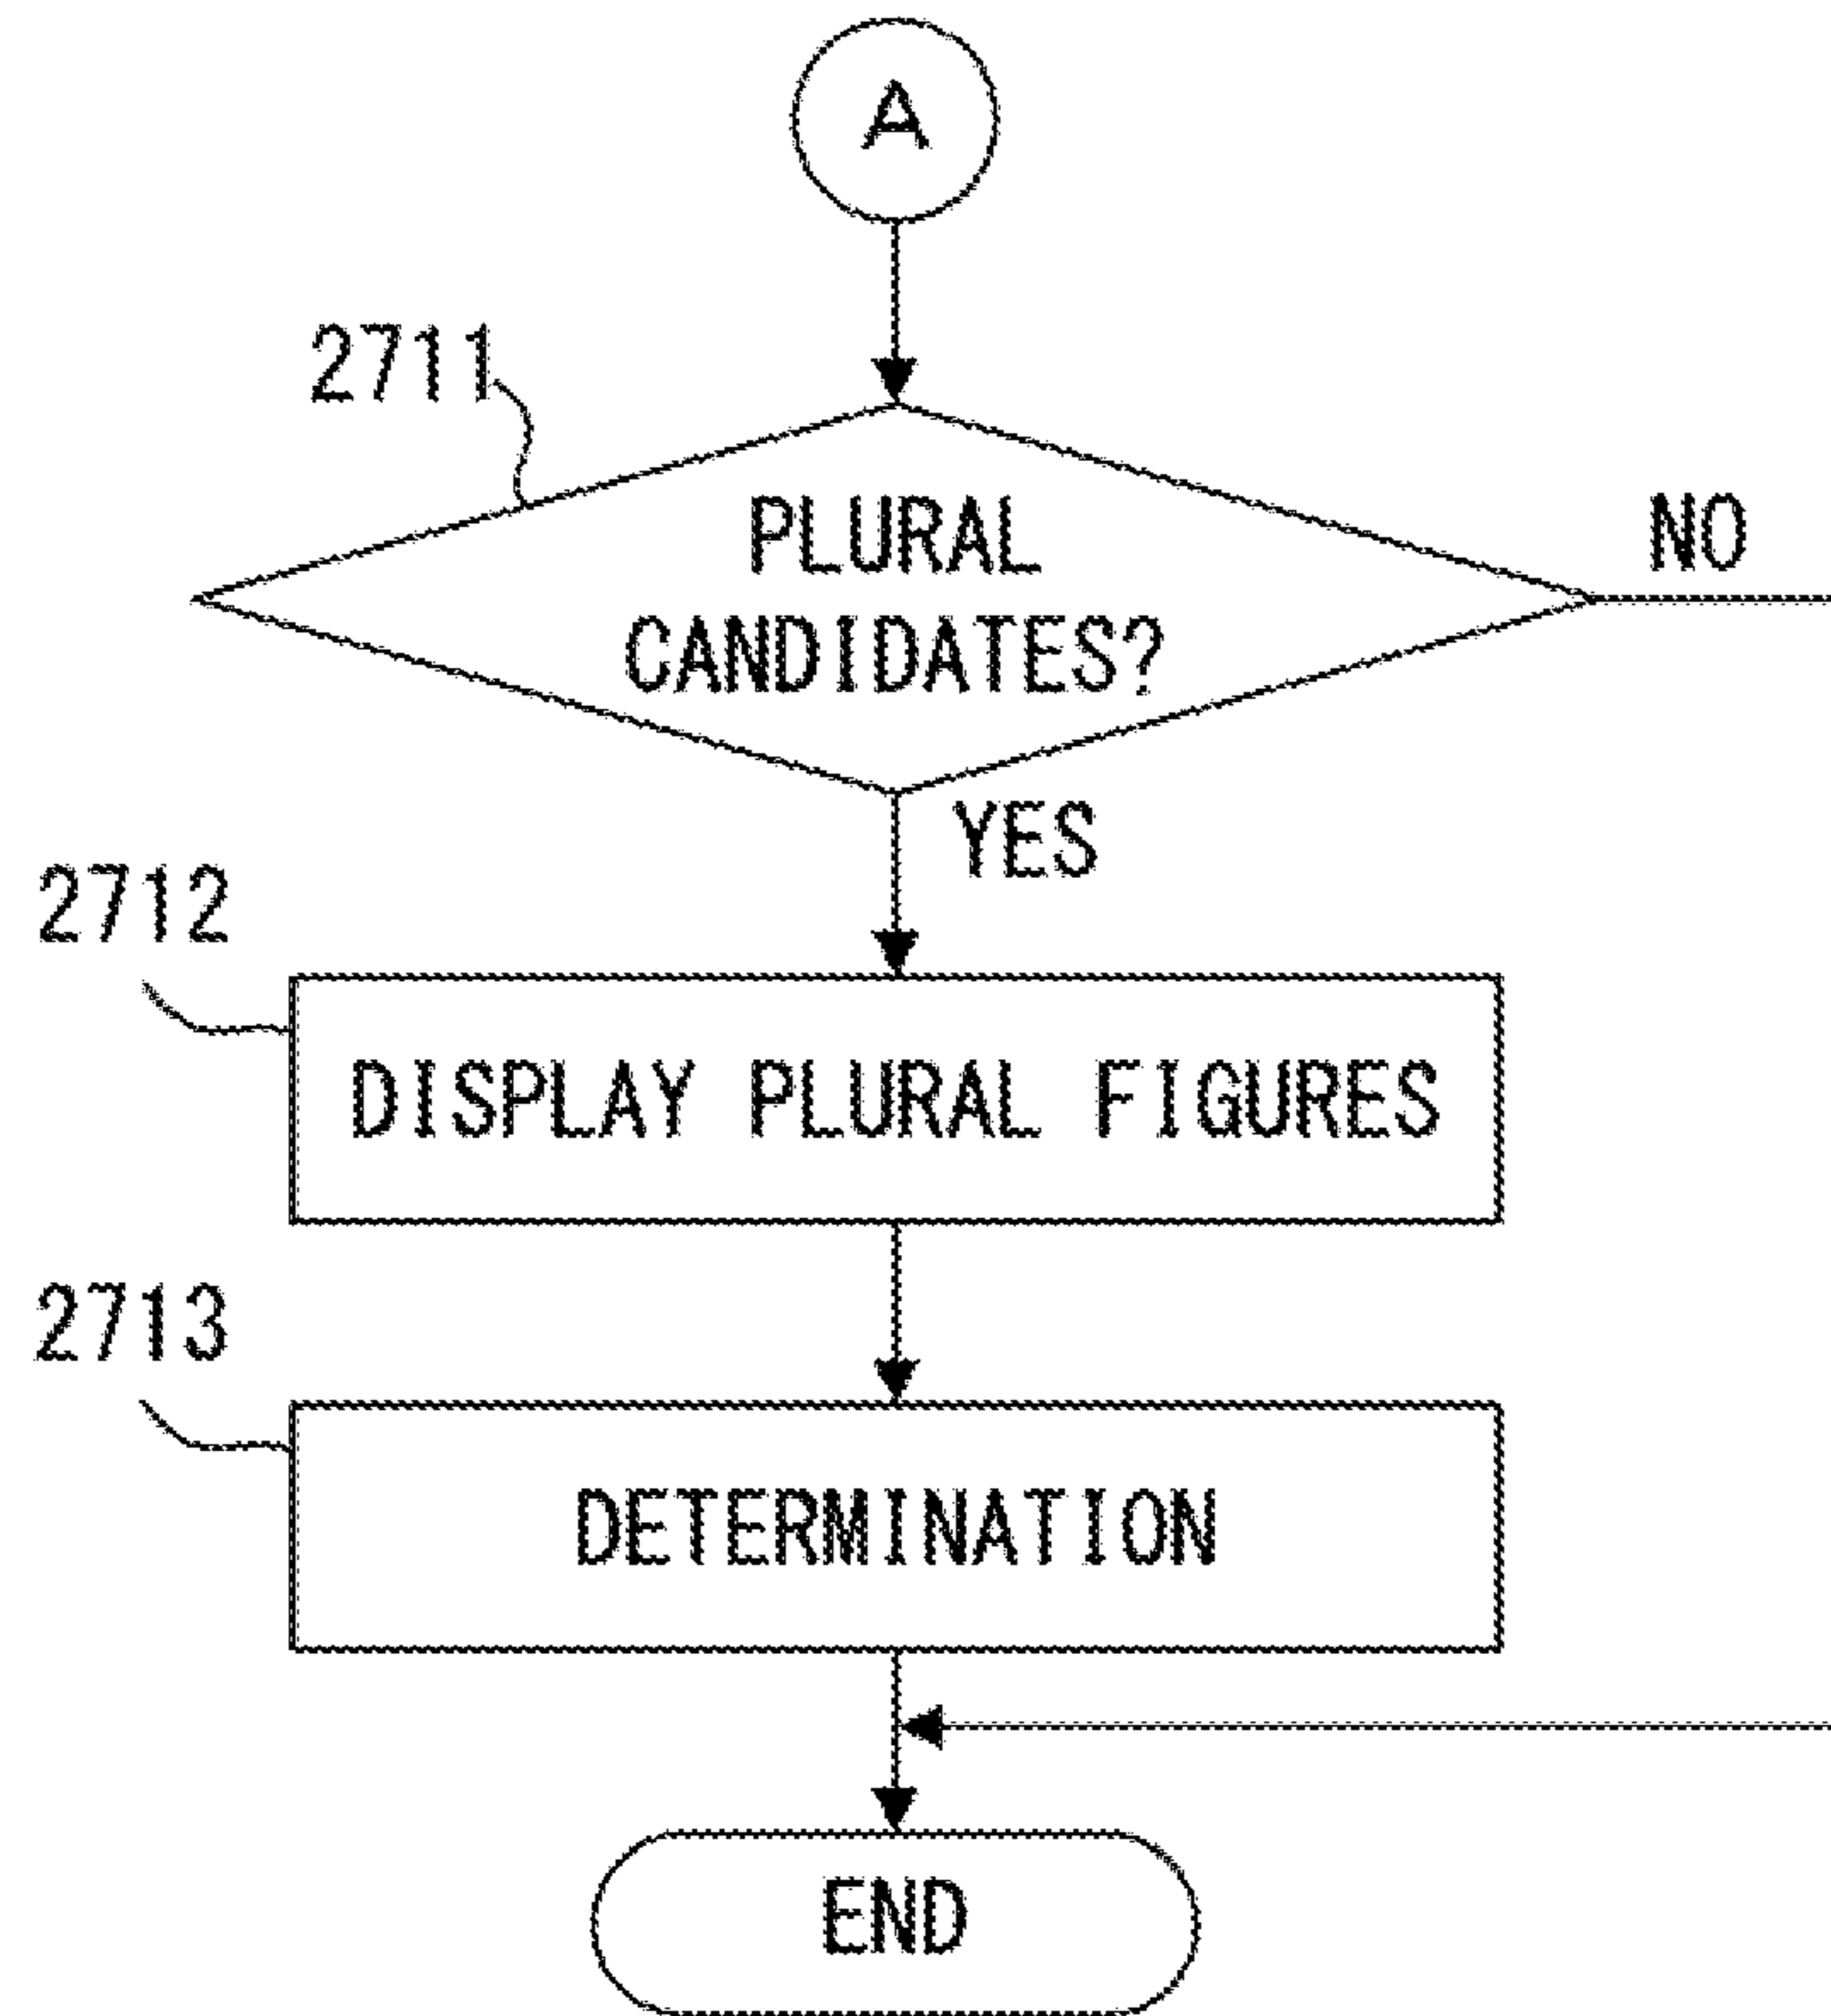 A
2711
PLURAL
CANDIDATES?
NO
YES
2712
DISPLAY PLURAL FIGURES
2713
DETERMINATION
END